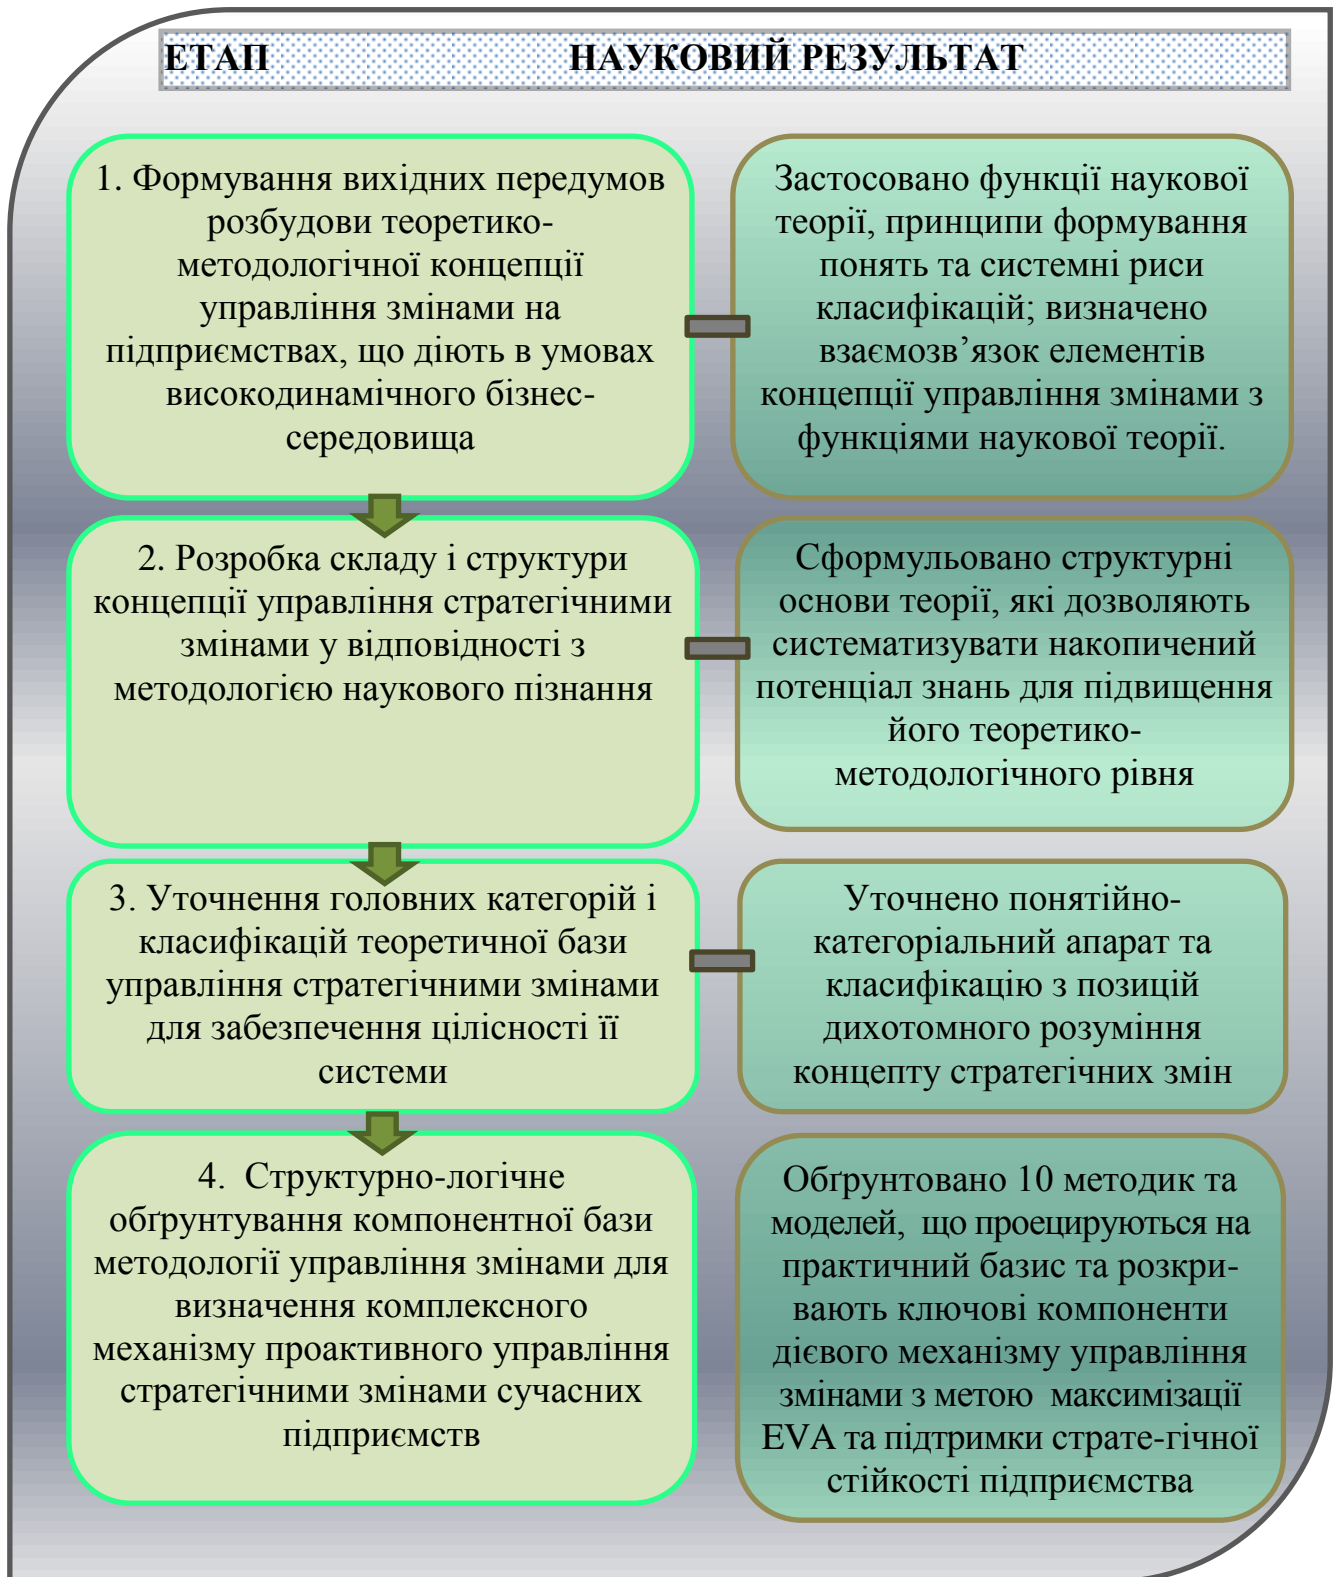 ЕТАП НАУКОВИЙ РЕЗУЛЬТАТ
1. Формування вихідних передумов
розбудови теоретико-
методологічної концепції
управління змінами на
підприємствах, що діють в умовах
високодинамічного бізнес-
середовища
Застосовано функції наукової
теорії, принципи формування
понять та системні риси
класифікацій; визначено
взаємозв’язок елементів
концепції управління змінами з
функціями наукової теорії.
2. Розробка складу і структури
концепції управління стратегічними
змінами у відповідності з
методологією наукового пізнання
Сформульовано структурні
основи теорії, які дозволяють
систематизувати накопичений
потенціал знань для підвищення
його теоретико-
методологічного рівня
3. Уточнення головних категорій і
класифікацій теоретичної бази
управління стратегічними змінами
для забезпечення цілісності її
системи
Уточнено понятійно-
категоріальний апарат та
класифікацію з позицій
дихотомного розуміння
концепту стратегічних змін
4. Структурно-логічне
обґрунтування компонентної бази
методології управління змінами для
визначення комплексного
механізму проактивного управління
стратегічними змінами сучасних
підприємств
Обґрунтовано 10 методик та
моделей, що проецируються на
практичний базис та розкри-
вають ключові компоненти
дієвого механізму управління
змінами з метою максимізації
EVA та підтримки страте-гічної
стійкості підприємства